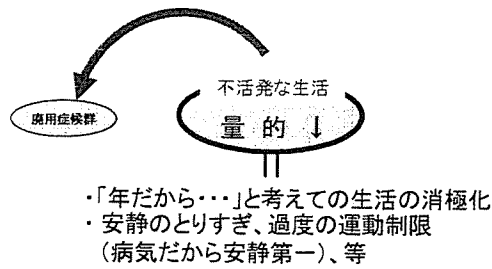 不活発な生活
廃用症候群
量的↓
・「年だから・・・」と考えての生活の消極化
・安静のとりすぎ、過度の運動制限
（病気だから安静第一）、等